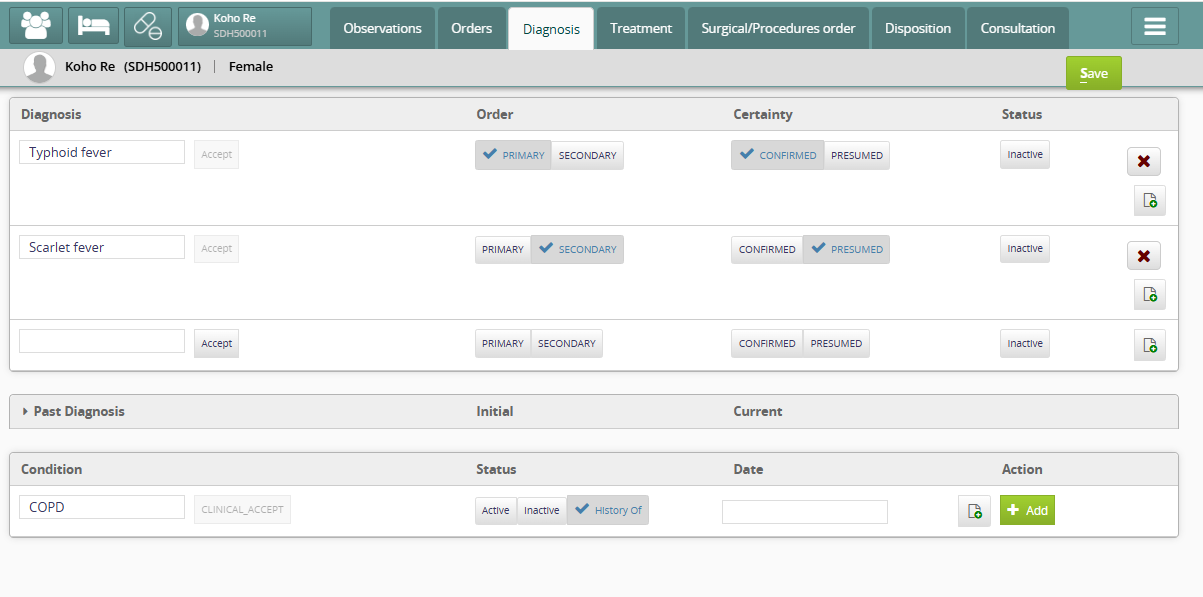 Koho Re
SDH500011
Observations Orders Diagnosis Treatment Surgical/Procedures order Disposition Consultation
Koho Re (SDH500011) | Female
Save
Diagnosis Order Certainty Status
Typhoid fever Accept PRIMARY SECONDARY CONFIRMED PRESUMED Inactive
Scarlet fever Accept PRIMARY SECONDARY CONFIRMED PRESUMED Inactive
Accept PRIMARY SECONDARY CONFIRMED PRESUMED Inactive
Past Diagnosis Initial Current
Condition Status Date Action
COPD CLINICAL_ACCEPT Active Inactive History Of Add